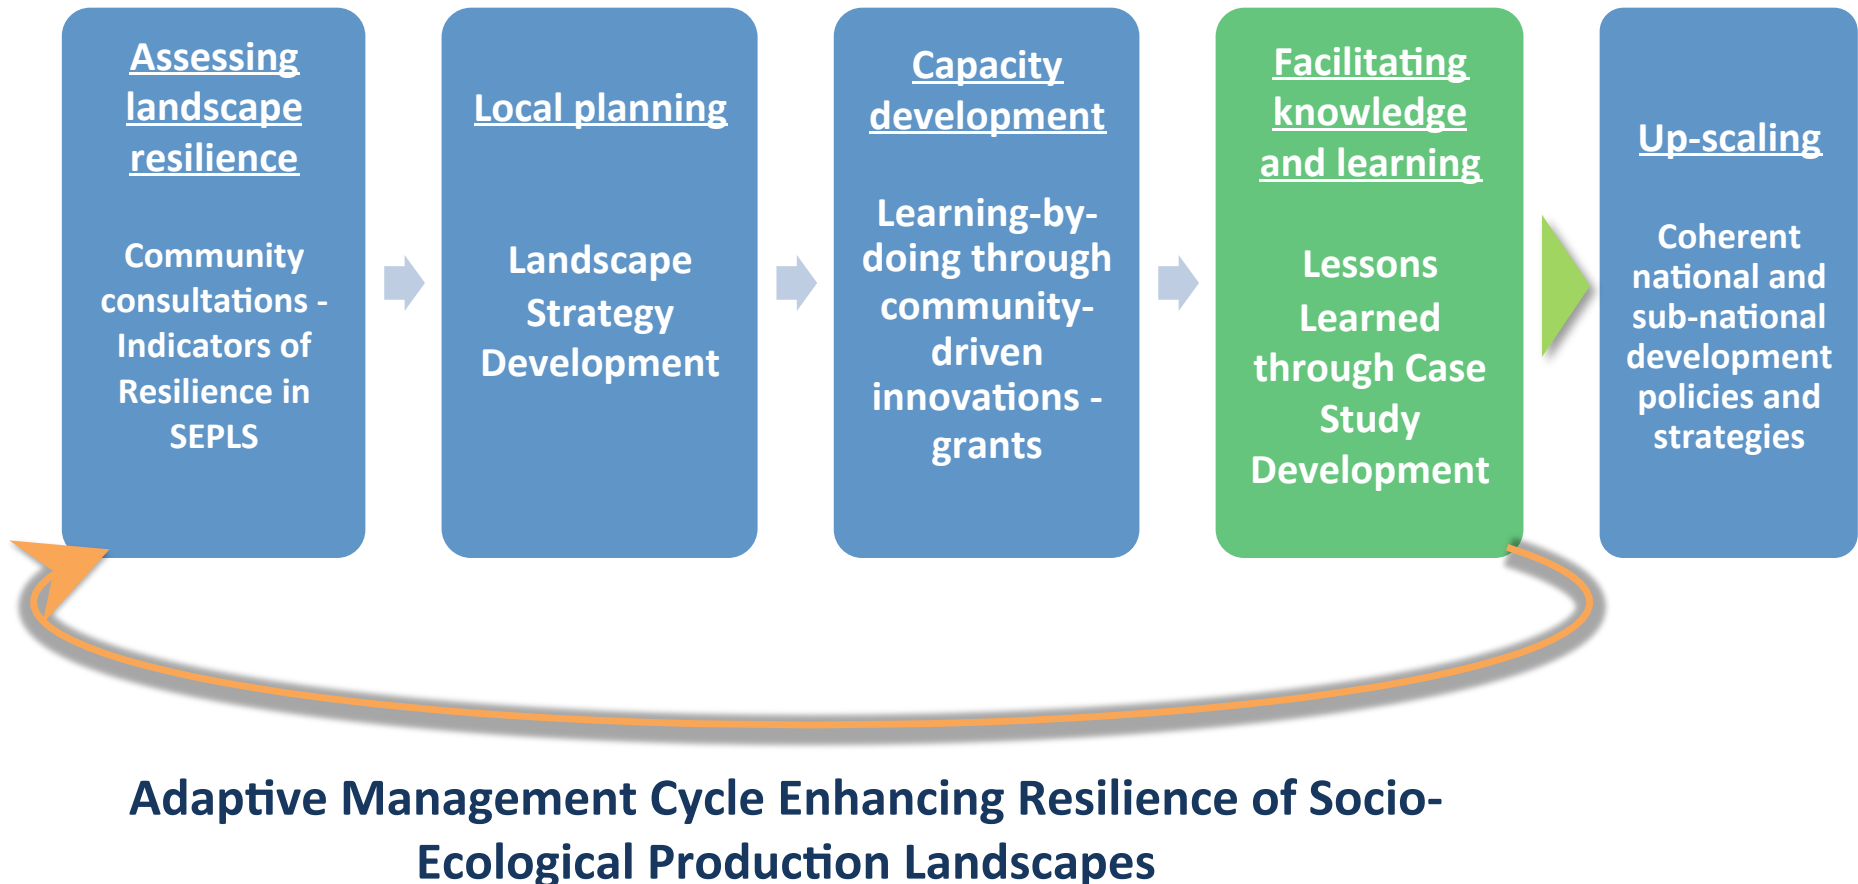 Assessing
landscape
resilience
Community
consultations -
Indicators of
Resilience in
SEPLS
Local planning
Landscape
Strategy
Development
Capacity
development
Learning-by-
doing through
community-
driven
innovations -
grants
Facilitating
knowledge
and learning
Lessons
Learned
through Case
Study
Development
Up-scaling
Coherent
national and
sub-national
development
policies and
strategies
Adaptive Management Cycle Enhancing Resilience of Socio-
Ecological Production Landscapes